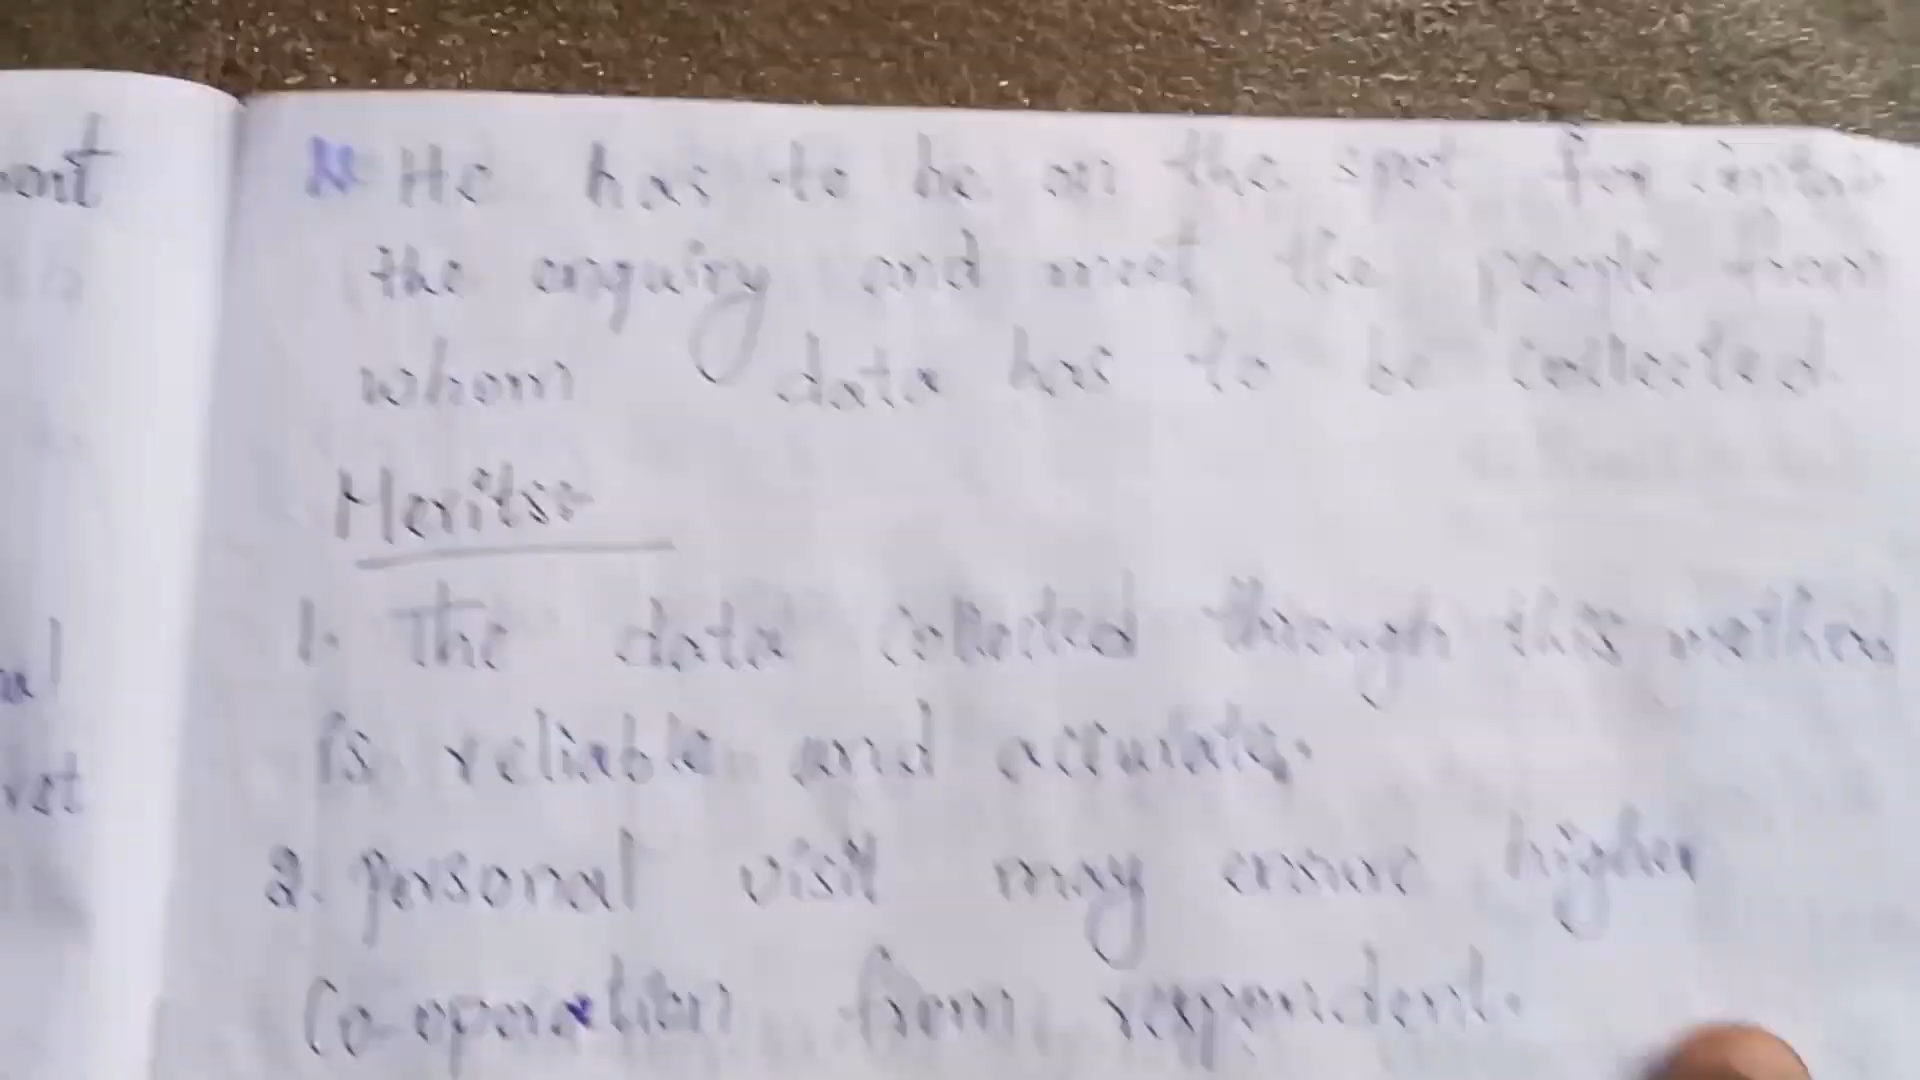 He has to be on the spot for
the enquiry and meet the people from
whom data has to be collected.
Merits:-
1. The data collected through this method
is reliable and accurate.
2. personal visit may ensure higher
Co-operation from respondent.